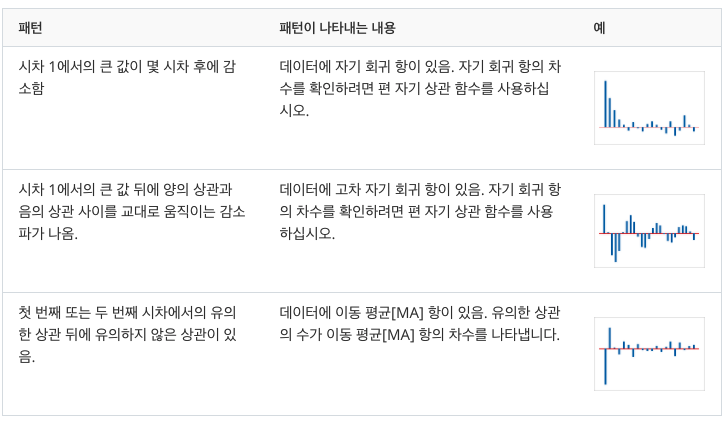 패턴
패턴이 나타내는 내용
예
시차 1에서의 큰 값이 몇 시차 후에 감
소함
데이터에 자기 회귀 항이 있음. 자기 회귀 항의 차
수를 확인하려면 편 자기 상관 함수를 사용하십
시오.
시차 1에서의 큰 값 뒤에 양의 상관과
음의 상관 사이를 교대로 움직이는 감소
파가 나옴.
데이터에 고차 자기 회귀 항이 있음. 자기 회귀 항
의 차수를 확인하려면 편 자기 상관 함수를 사용
하십시오.
첫 번째 또는 두 번째 시차에서의 유의
한 상관 뒤에 유의하지 않은 상관이 있
음.
데이터에 이동 평균[MA] 항이 있음. 유의한 상관
의 수가 이동 평균[MA] 항의 차수를 나타냅니다.